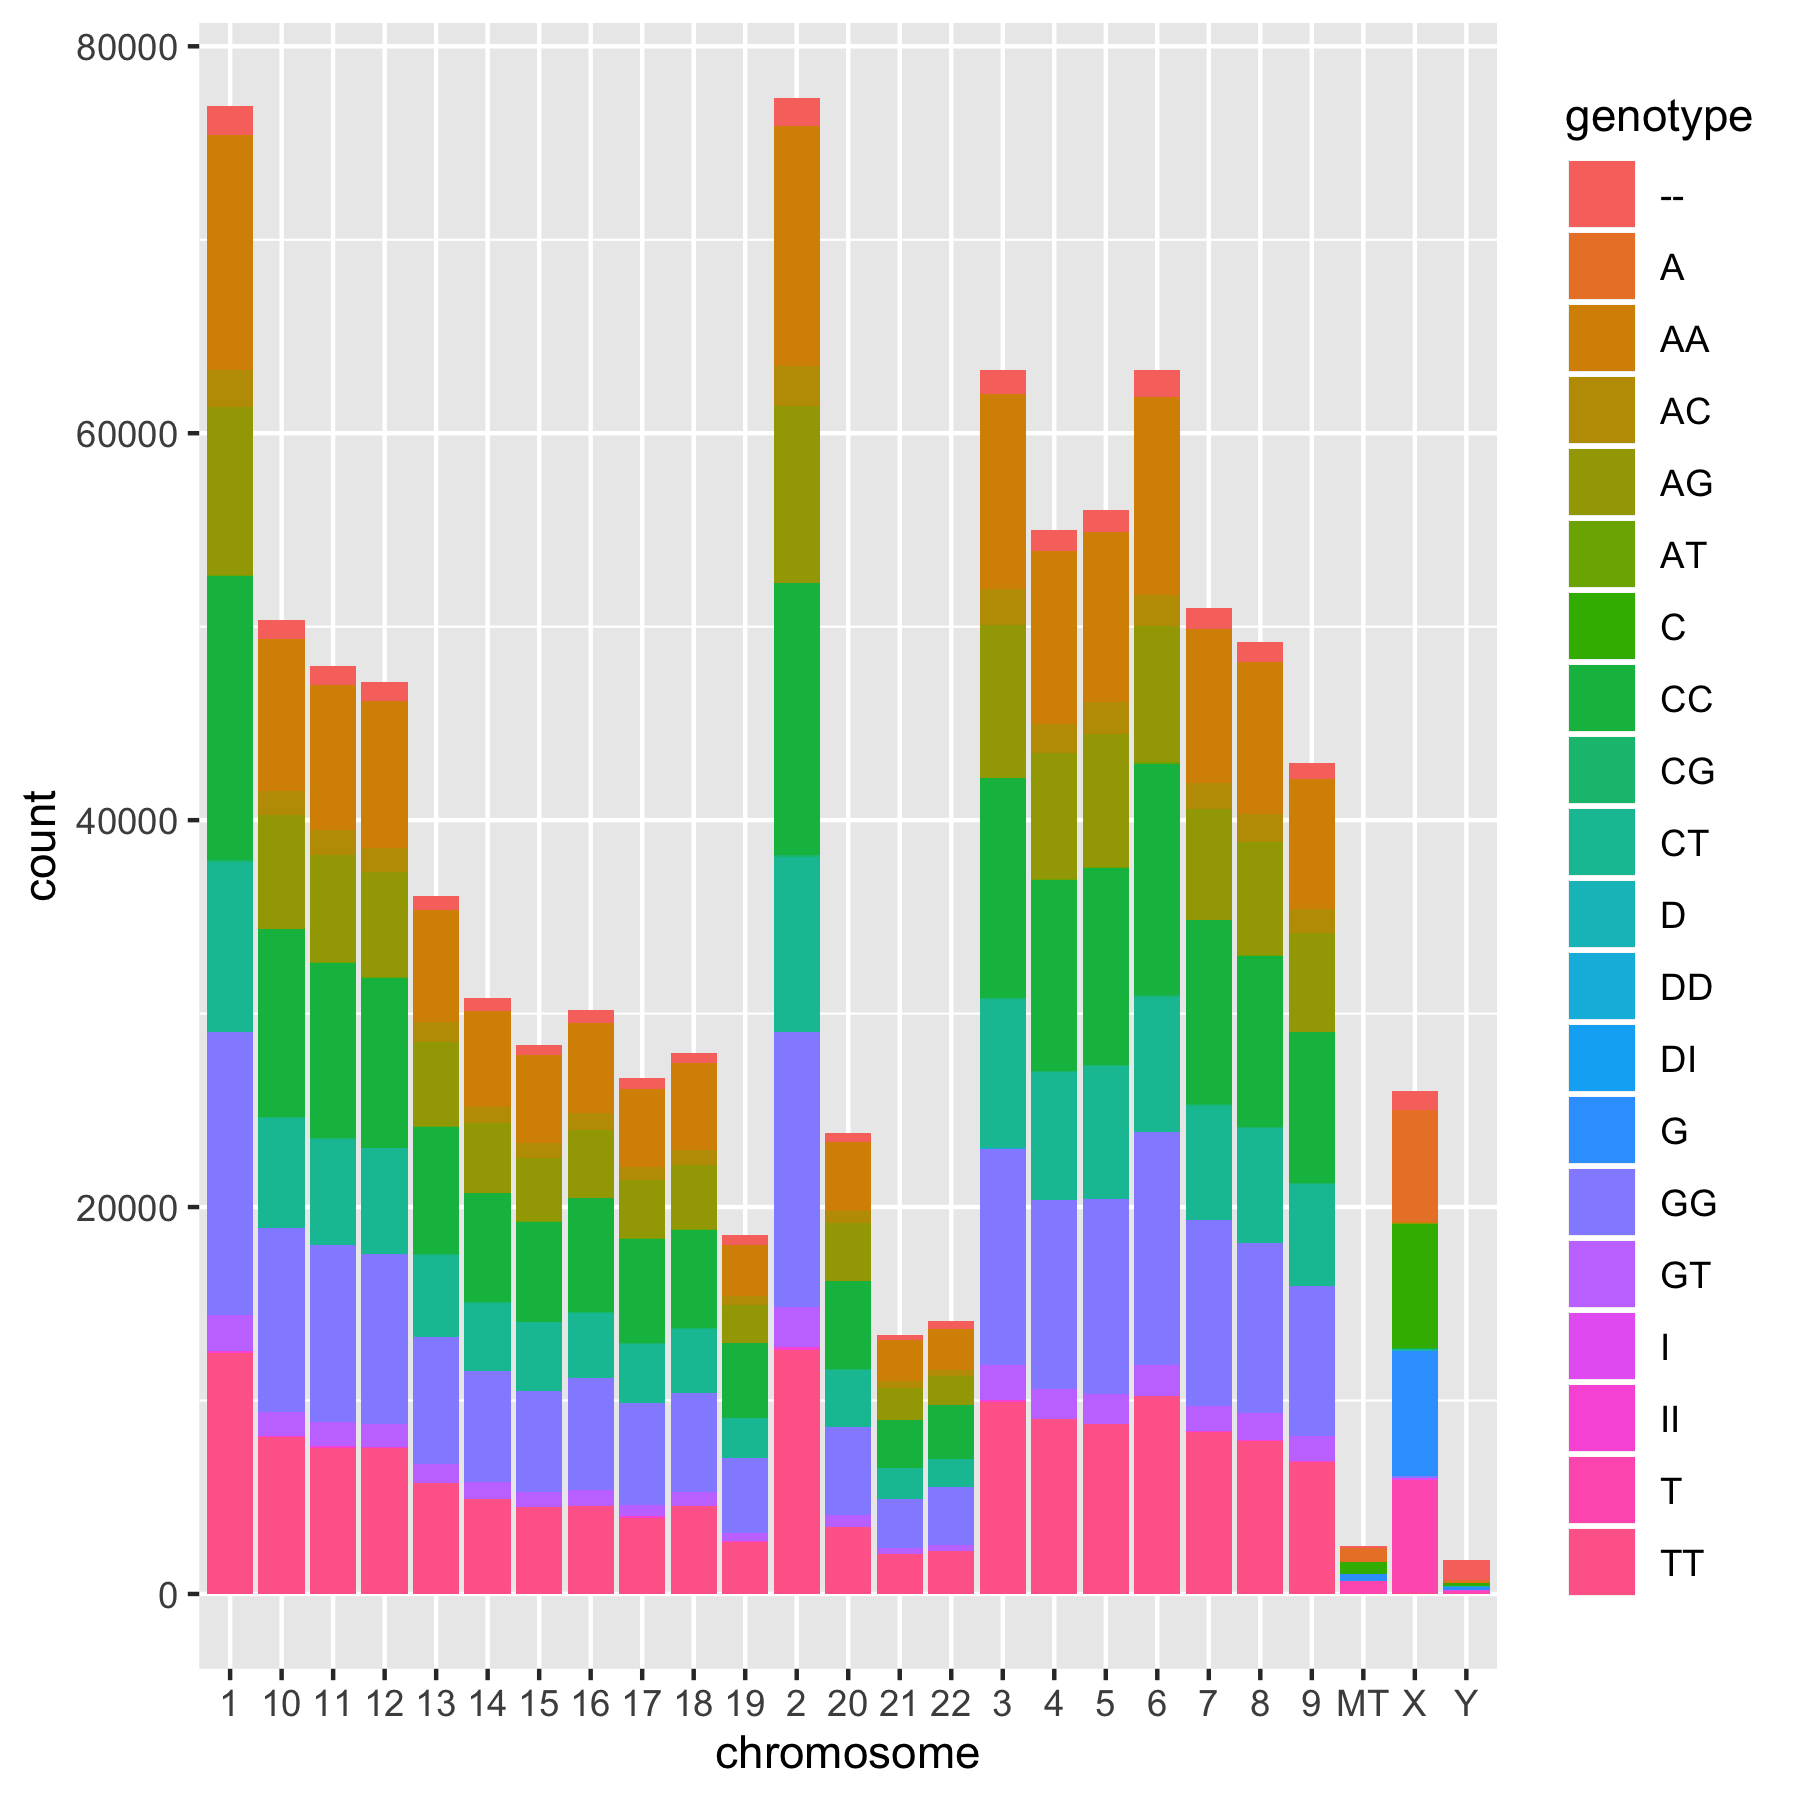 80000
60000
40000
20000
0
count
1 10 11 12 13 14 15 16 17 18 19 2 20 21 22 3 4 5 6 7 8 9 MT X Y
chromosome
genotype
--
A
AA
AC
AG
AT
C
CC
CG
CT
D
DD
DI
G
GG
GT
I
II
T
TT